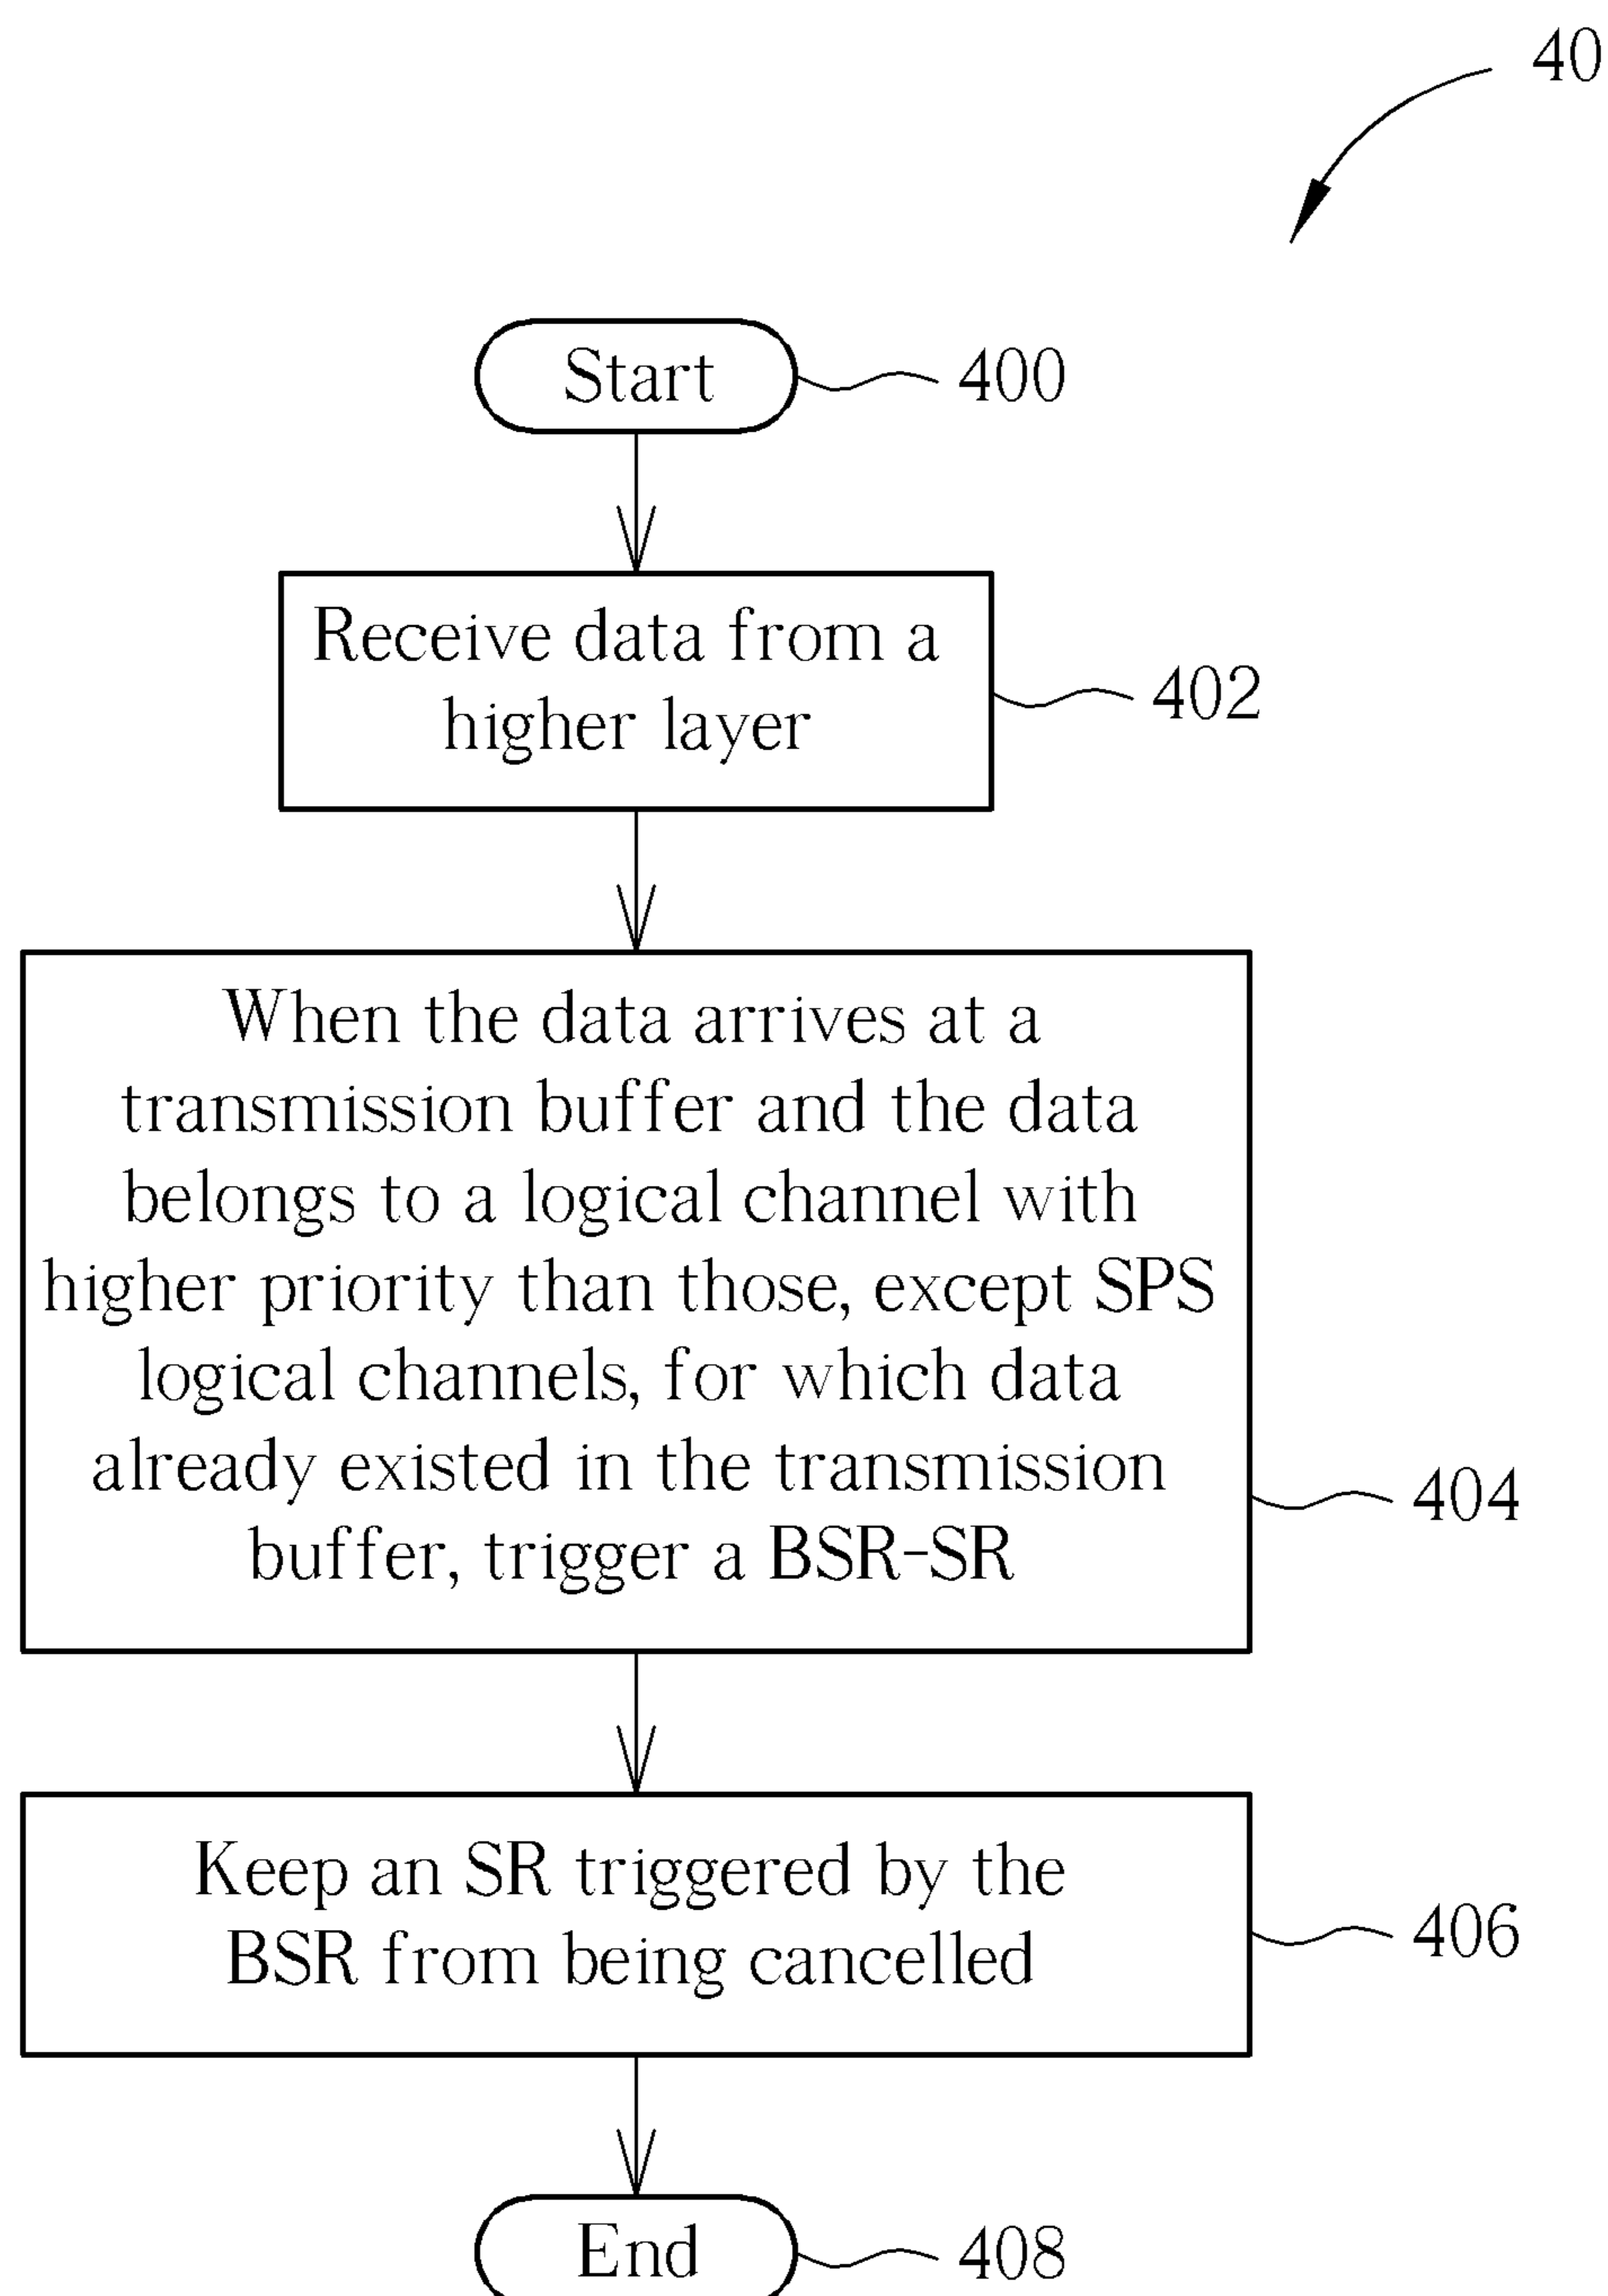 40
Start
400
Receive data from a
higher layer
402
When the data arrives at a
transmission buffer and the data
belongs to a logical channel with
higher priority than those, except SPS
logical channels, for which data
already existed in the transmission
buffer, trigger a BSR-SR
404
Keep an SR triggered by the
BSR from being cancelled
406
End
408